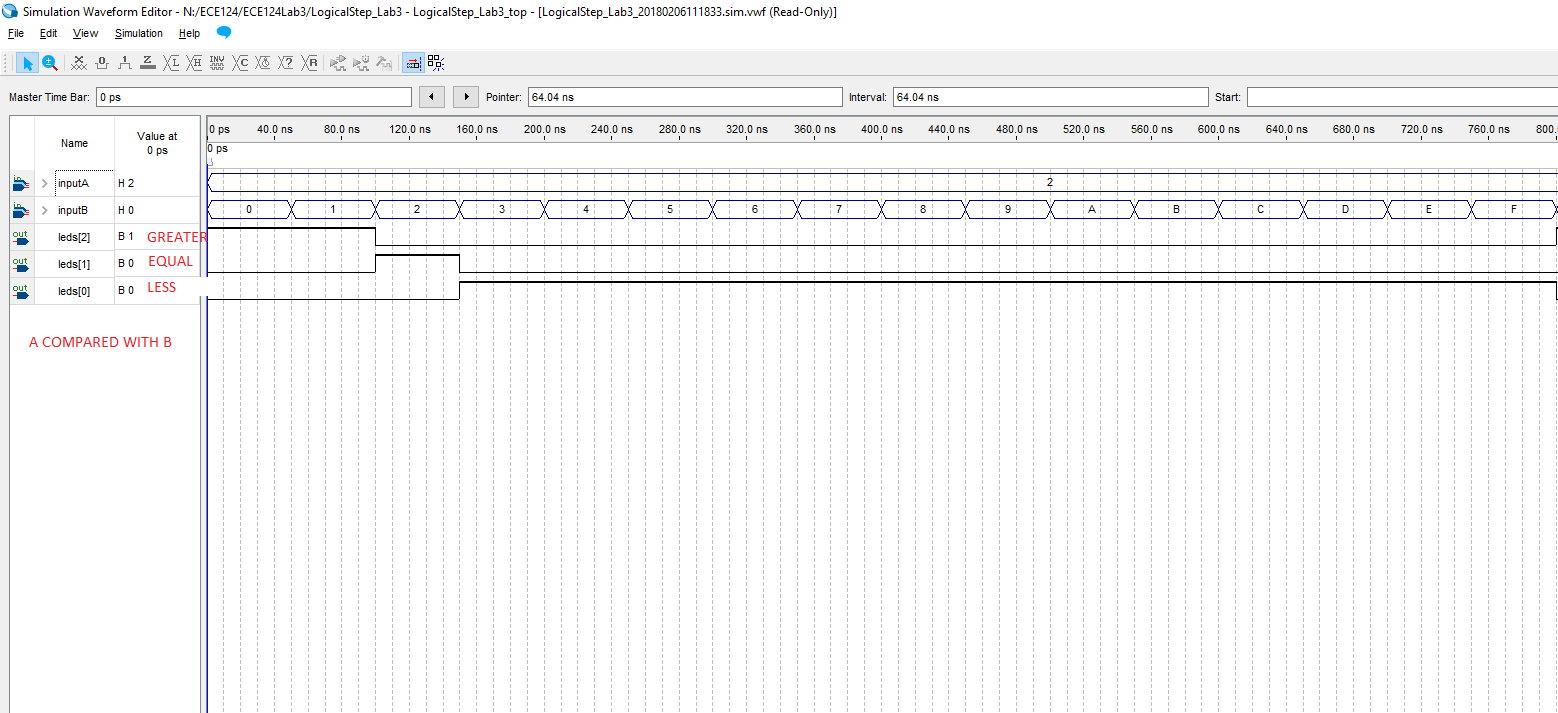 Simulation Waveform Editor - N:/ECE124/ECE124Lab3/LogicalStep_Lab3 - LogicalStep_Lab3_top - [LogicalStep_Lab3_20180206111833.sim.vwf (Read-Only)]
File Edit View Simulation Help
Master Time Bar: 0 ps Pointer: 64.04 ns Interval: 64.04 ns Start:
Name Value at 0 ps
0 ps 40.0 ns 80.0 ns 120.0 ns 160.0 ns 200.0 ns 240.0 ns 280.0 ns 320.0 ns 360.0 ns 400.0 ns 440.0 ns 480.0 ns 520.0 ns 560.0 ns 600.0 ns 640.0 ns 680.0 ns 720.0 ns 760.0 ns 800.
0 ps
in inputA H 2 2
in inputB H 0 0 1 2 3 4 5 6 7 8 9 A B C D E F
out leds[2] B 1 GREATER
out leds[1] B 0 EQUAL
out leds[0] B 0 LESS
A COMPARED WITH B